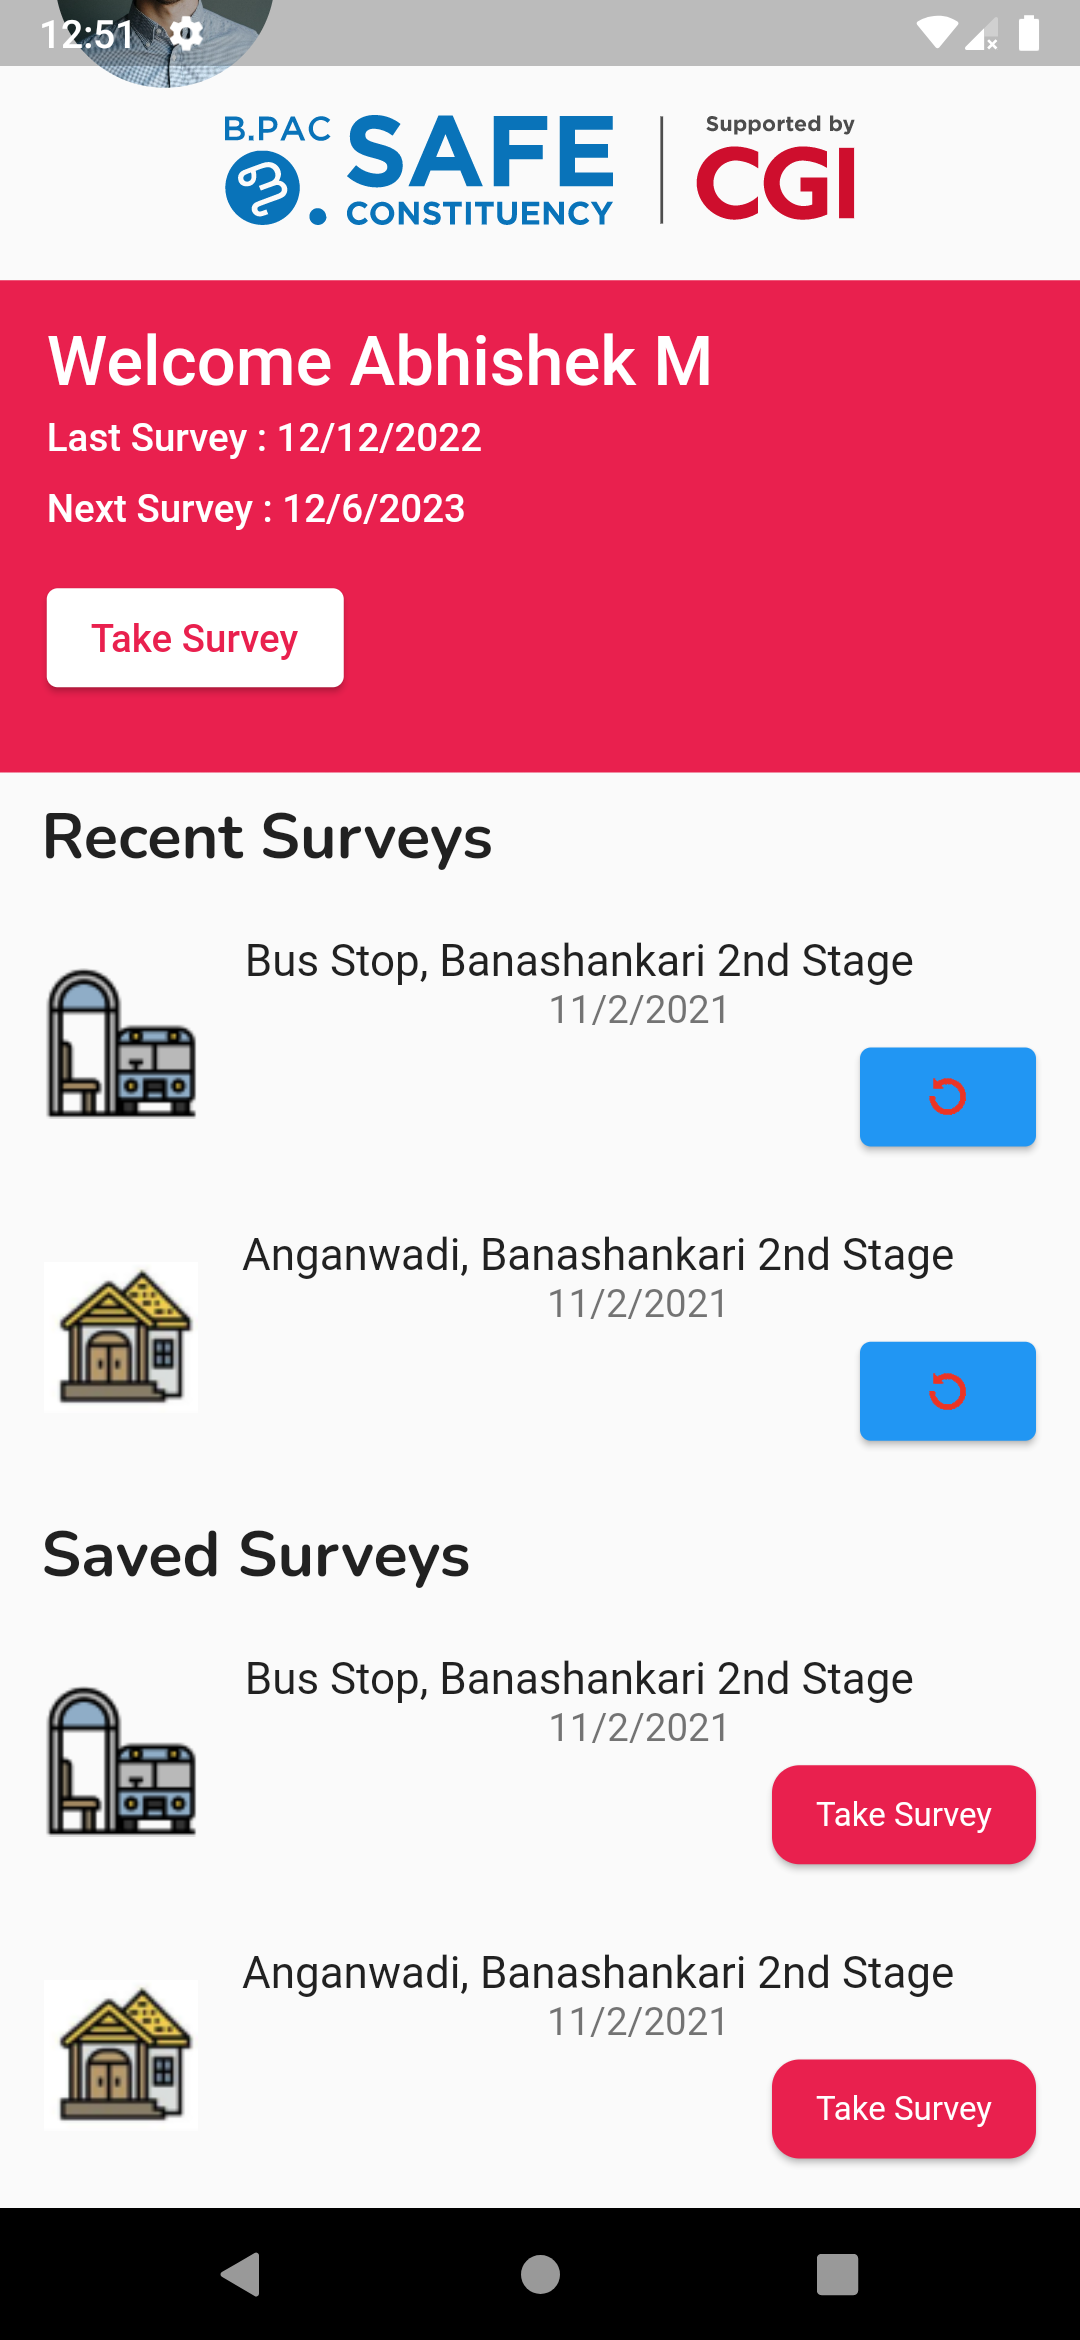 12:51
B.PAC
SAFE
CONSTITUENCY
Supported by
CGI
Welcome Abhishek M
Last Survey : 12/12/2022
Next Survey : 12/6/2023
Take Survey
Recent Surveys
Bus Stop, Banashankari 2nd Stage
11/2/2021
Anganwadi, Banashankari 2nd Stage
11/2/2021
Saved Surveys
Bus Stop, Banashankari 2nd Stage
11/2/2021
Take Survey
Anganwadi, Banashankari 2nd Stage
11/2/2021
Take Survey